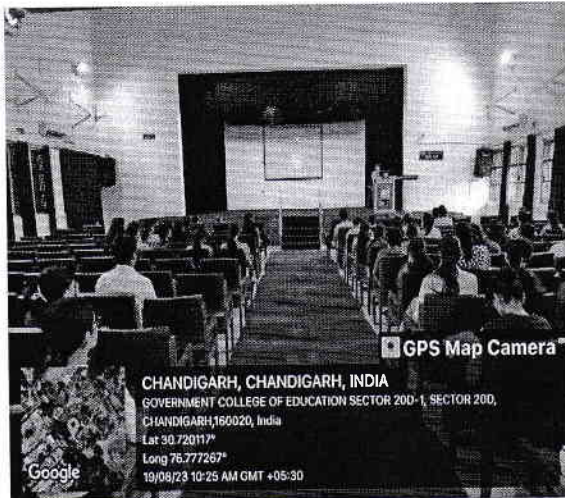 GPS Map Camera
CHANDIGARH, CHANDIGARH, INDIA
GOVERNMENT COLLEGE OF EDUCATION SECTOR 20D-1, SECTOR 20D,
CHANDIGARH,160020, India
Lat 30.720117°
Long 76.777267°
19/08/23 10:25 AM GMT +05:30
Google